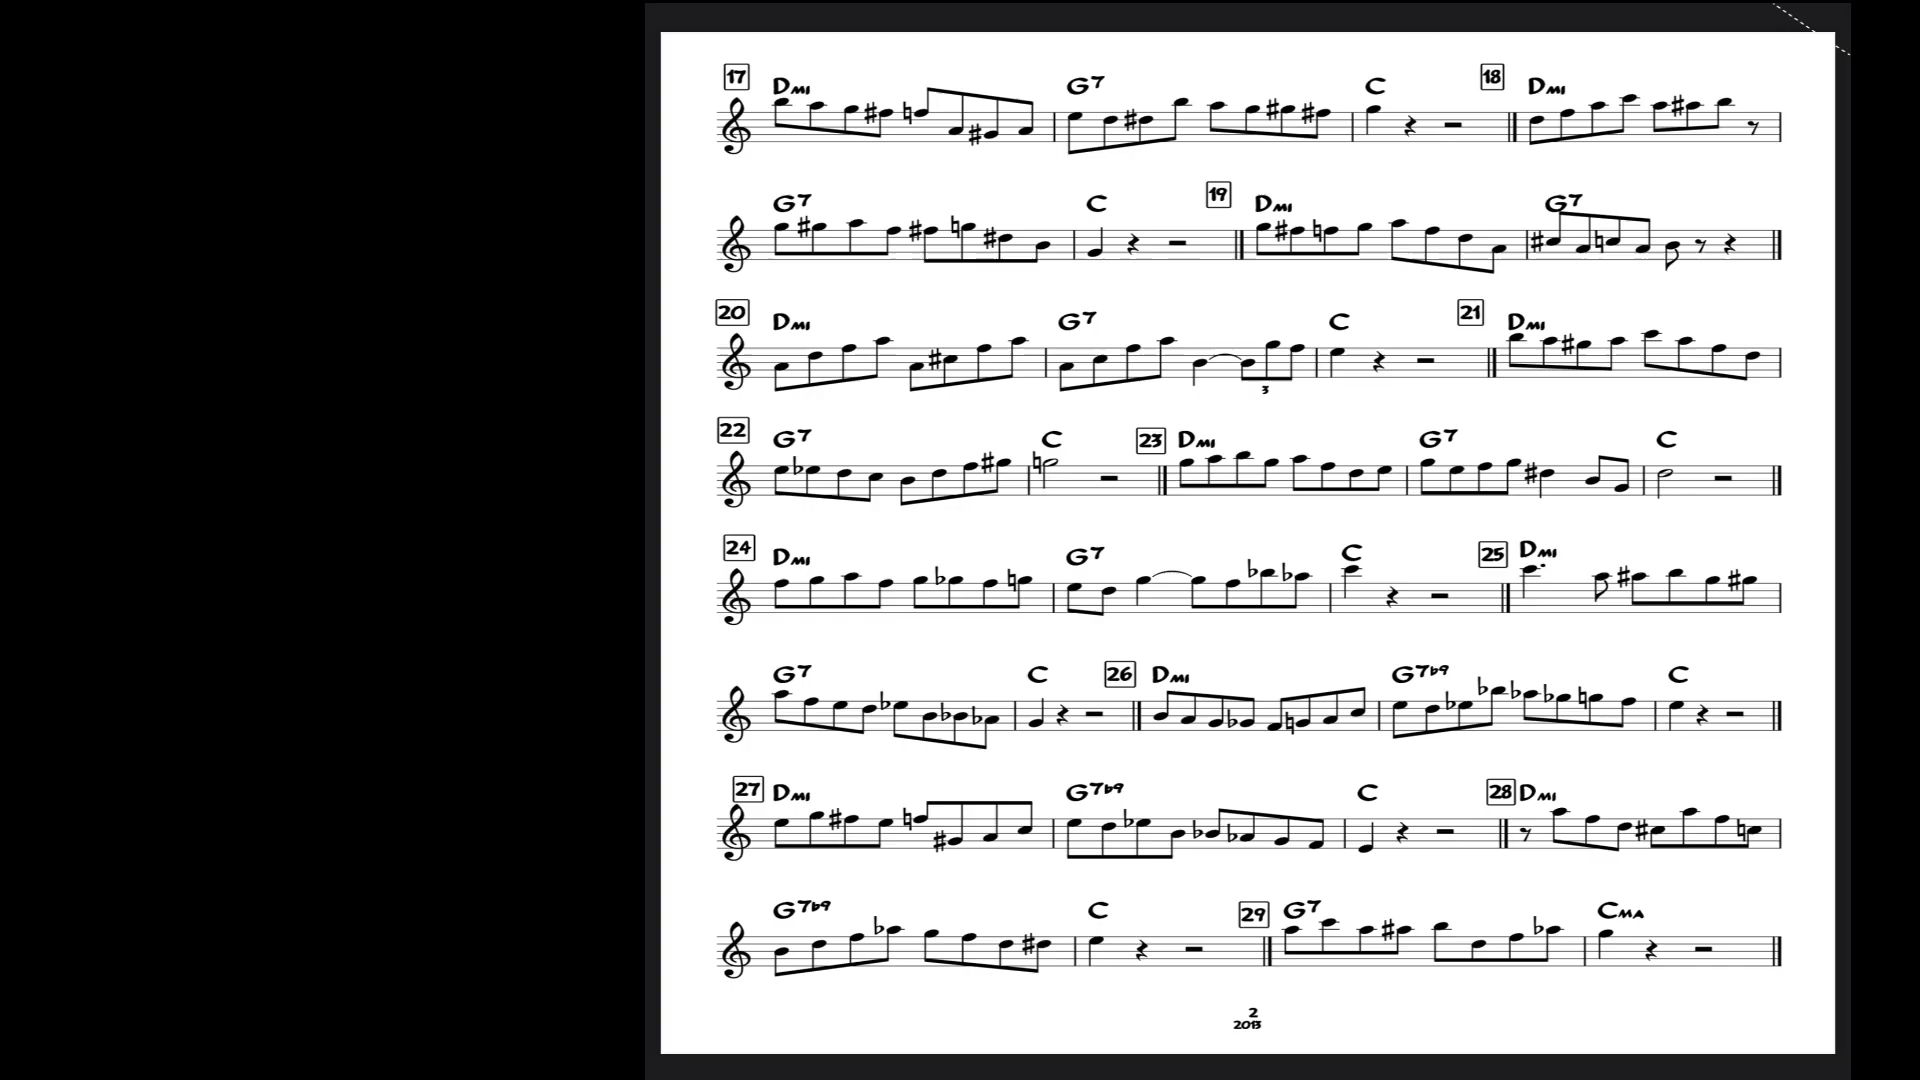 17 DMI G7 C 18 DMI
G7 C 19 DMI G7
20 DMI G7 C 21 DMI
3
22 G7 C 23 DMI G7 C
24 DMI G7 C 25 DMI
G7 C 26 DMI G7♭9 C
27 DMI G7♭9 C 28 DMI
G7♭9 C 29 G7 CMA
2
2013